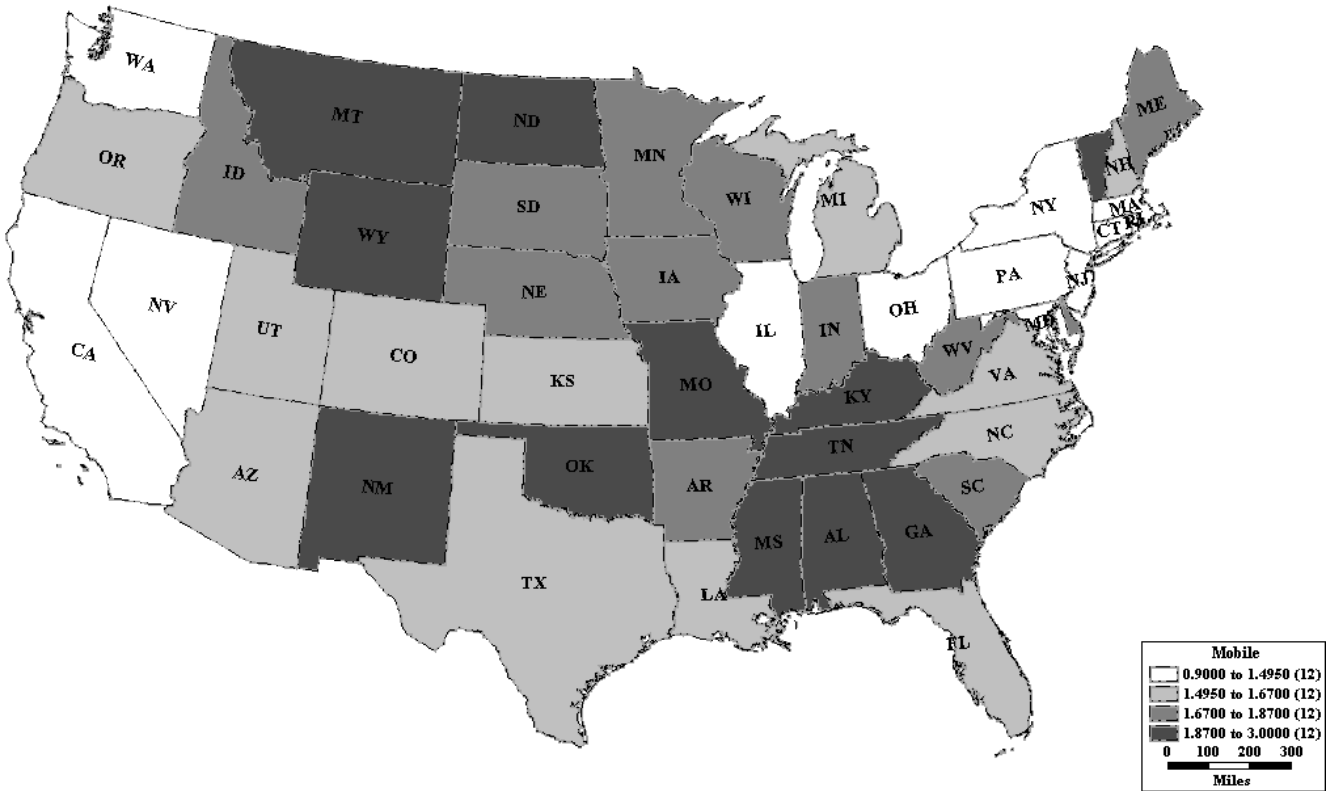 WA
MT
ND
ME
OR
ID
MN
NH
SD
WI
MI
NY
MA
WY
CT RI
IA
PA
NE
NV
NJ
OH
IL
IN
MD
UT
CO
WV
CA
KS
VA
MO
KY
NC
TN
AZ
OK
NM
AR
SC
MS
AL
GA
TX
LA
FL
Mobile
0.9000 to 1.4950 (12)
1.4950 to 1.6700 (12)
1.6700 to 1.8700 (12)
1.8700 to 3.0000 (12)
0 100 200 300
Miles